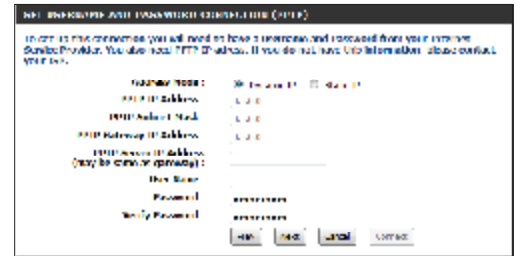 SET USERNAME AND PASSWORD CONNECTION (PPTP)
To set up this connection you will need to have a Username and Password from your Internet
Service Provider. You also need PPTP IP adress. If you do not have this information, please contact
your ISP.
Address Mode : Dynamic IP Static IP
PPTP IP Address
PPTP Subnet Mask
PPTP Gateway IP Address
PPTP Server IP Address
(may be same as gateway) :
User Name
Password
Verify Password
Prev Next Cancel Connect